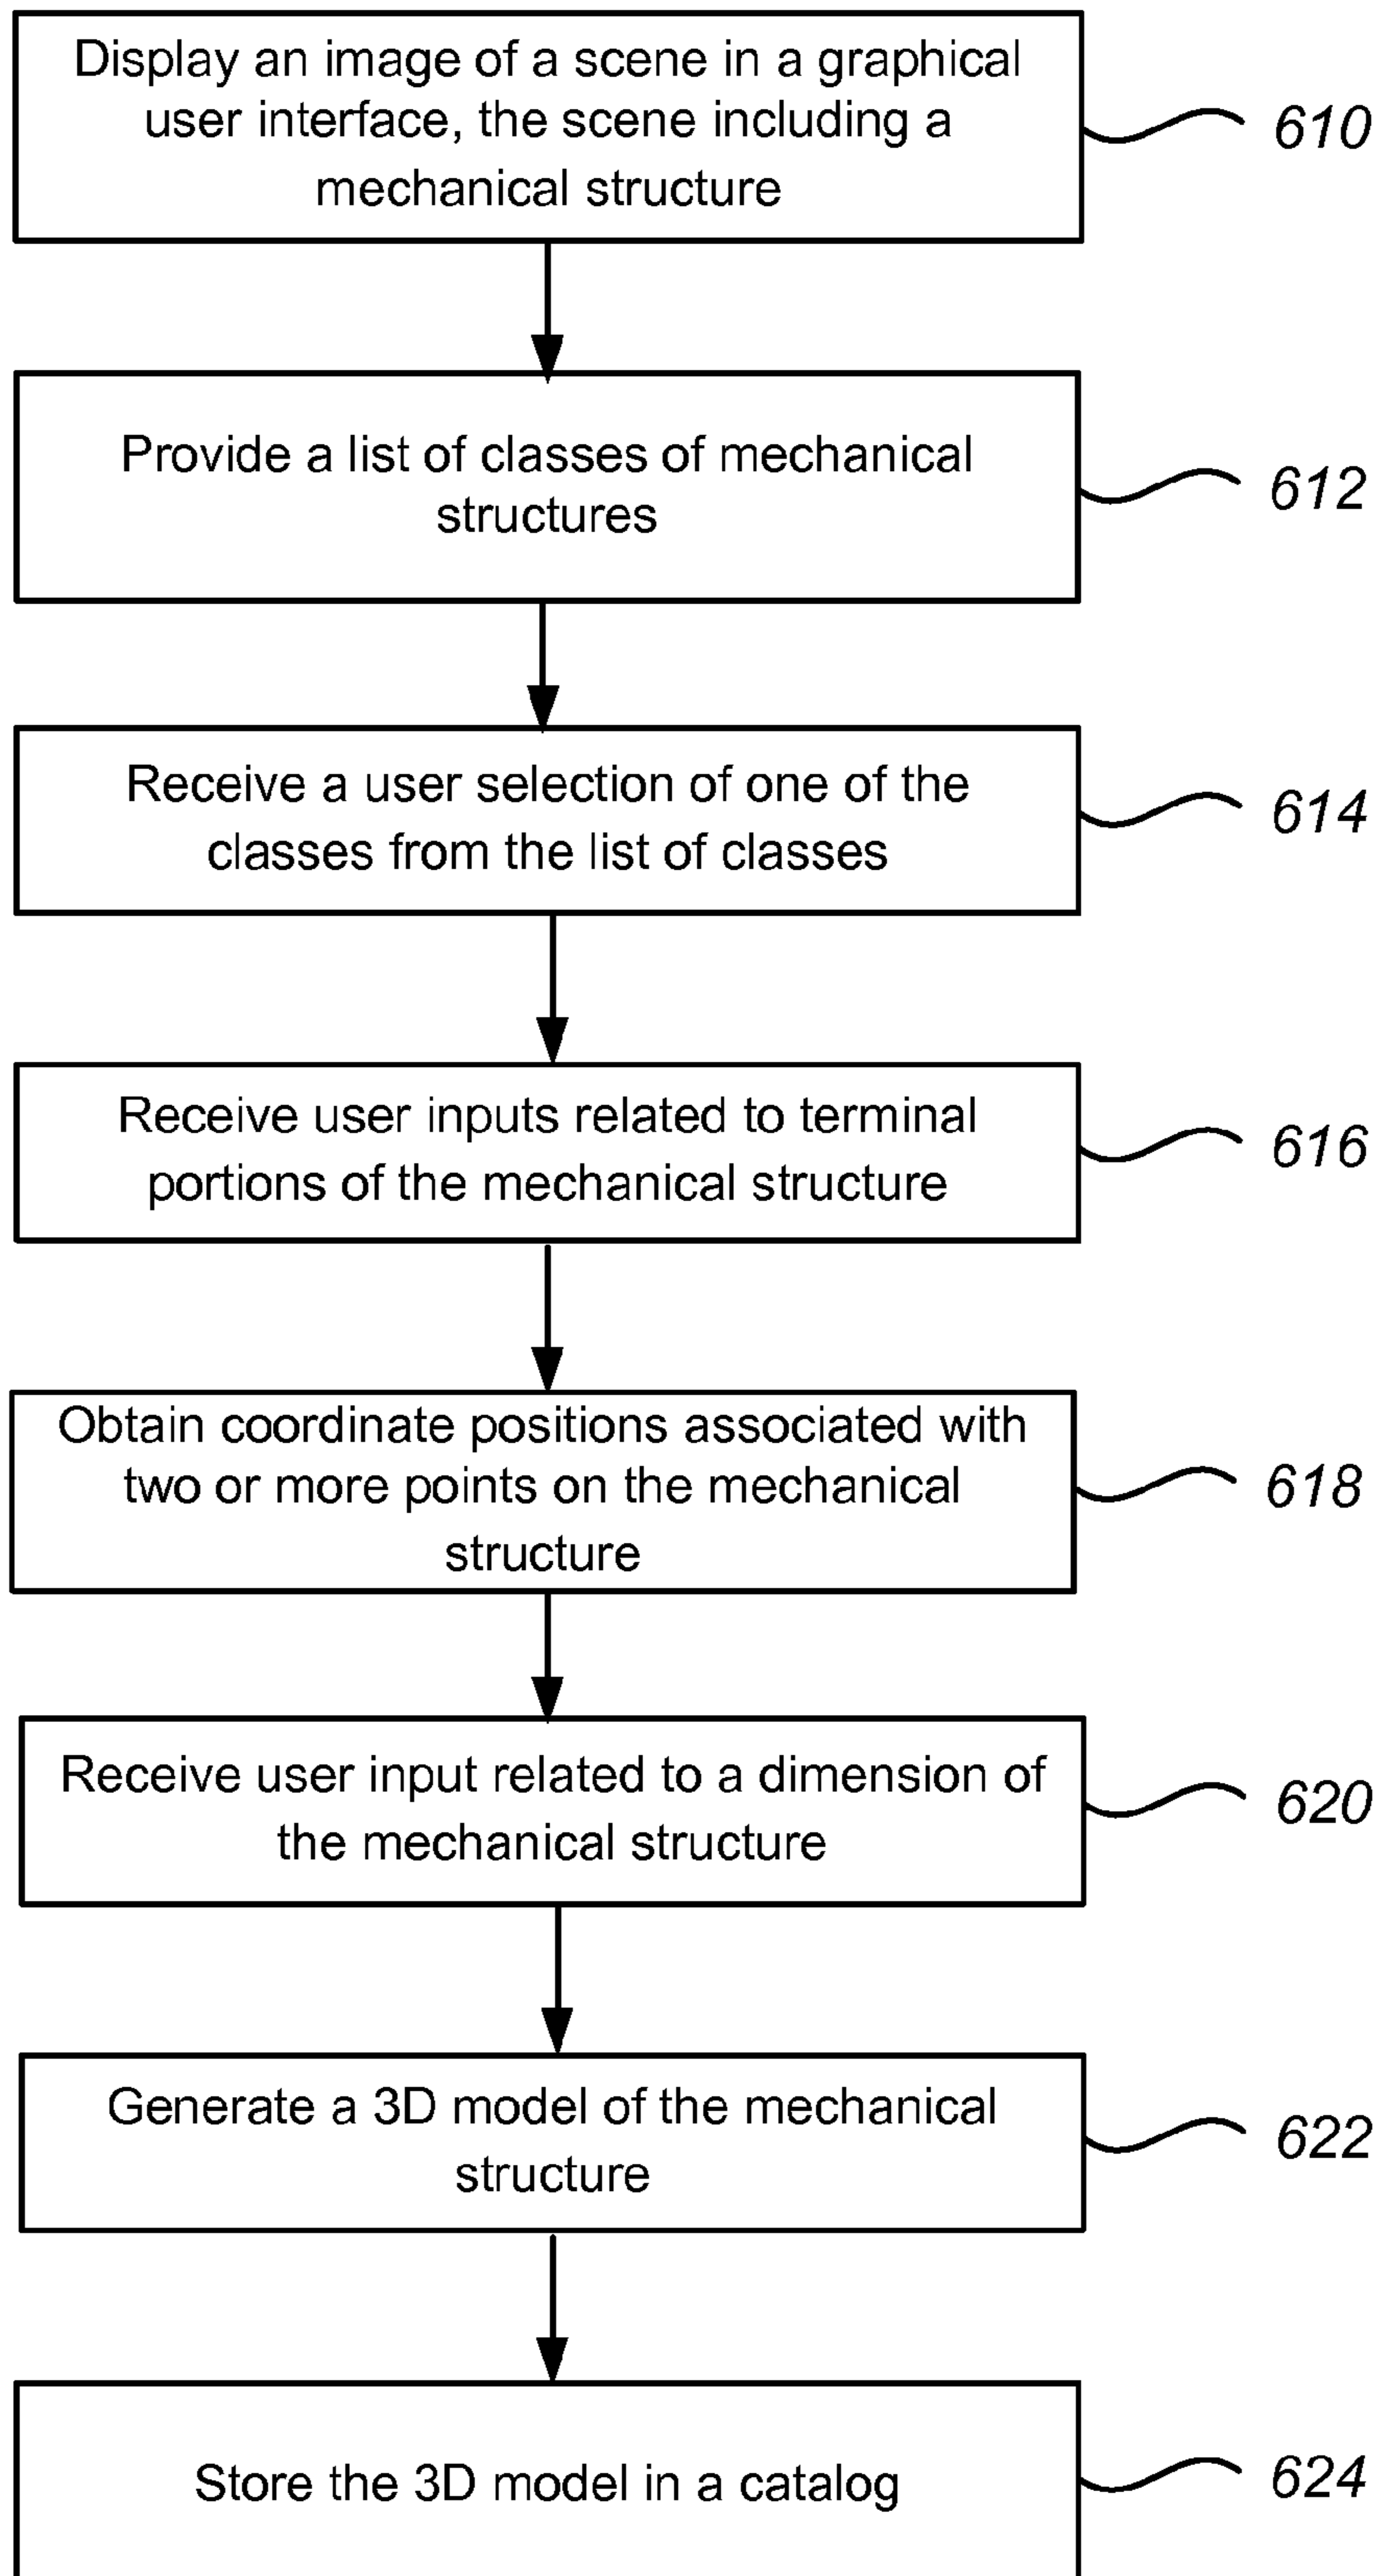 Display an image of a scene in a graphical
user interface, the scene including a
mechanical structure
610
Provide a list of classes of mechanical
structures
612
Receive a user selection of one of the
classes from the list of classes
614
Receive user inputs related to terminal
portions of the mechanical structure
616
Obtain coordinate positions associated with
two or more points on the mechanical
structure
618
Receive user input related to a dimension of
the mechanical structure
620
Generate a 3D model of the mechanical
structure
622
Store the 3D model in a catalog
624